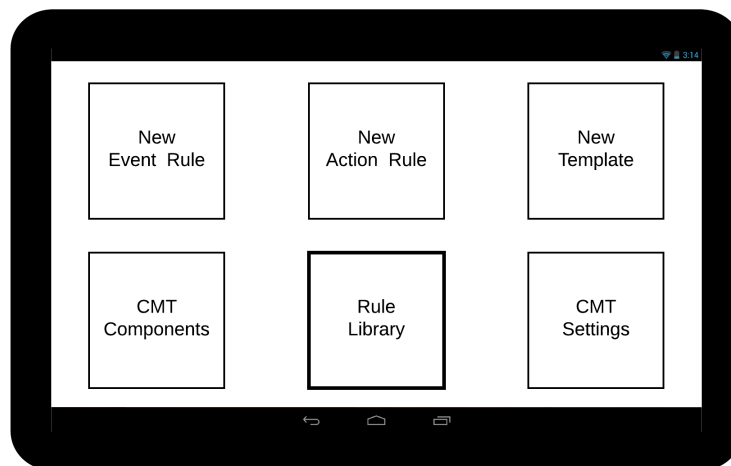 3:14
New
Event Rule
New
Action Rule
New
Template
CMT
Components
Rule
Library
CMT
Settings